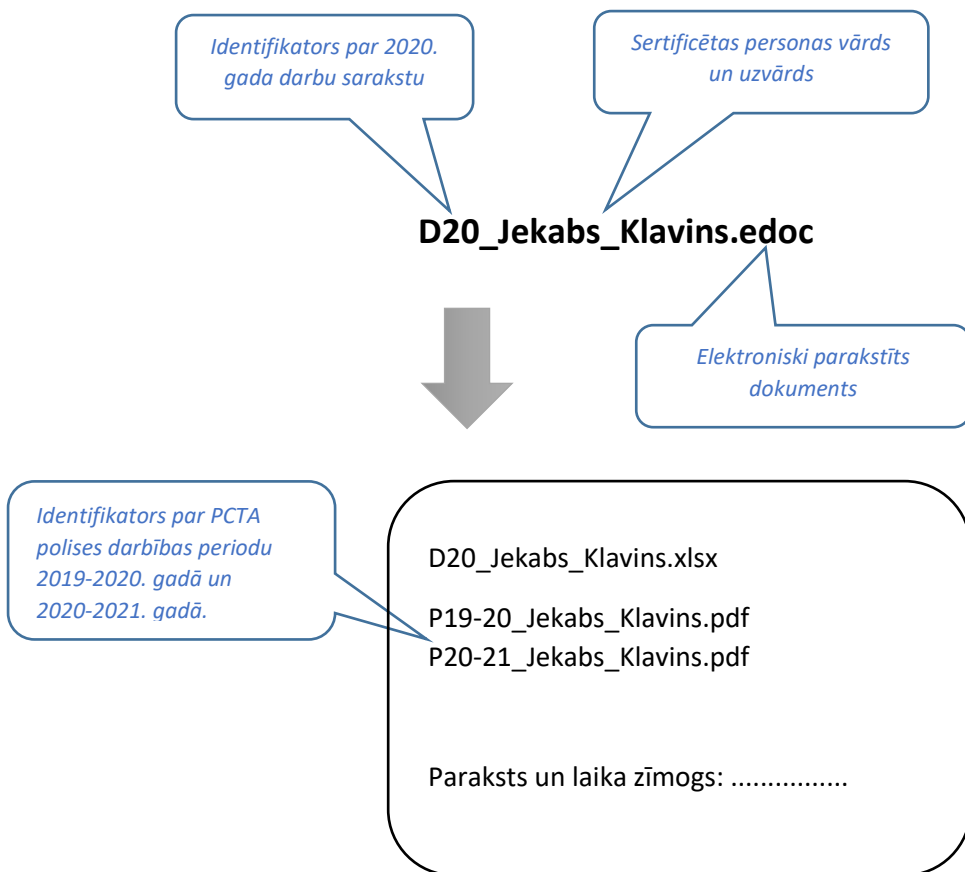 Identifikators par 2020.
gada darbu sarakstu
Sertificētas personas vārds
un uzvārds
D20_Jekabs_Klavins.edoc
Elektroniski parakstīts
dokuments
Identifikators par PCTA
polises darbības periodu
2019-2020. gadā un
2020-2021. gadā.
D20_Jekabs_Klavins.xlsx
P19-20_Jekabs_Klavins.pdf
P20-21_Jekabs_Klavins.pdf
Paraksts un laika zīmogs: ...............